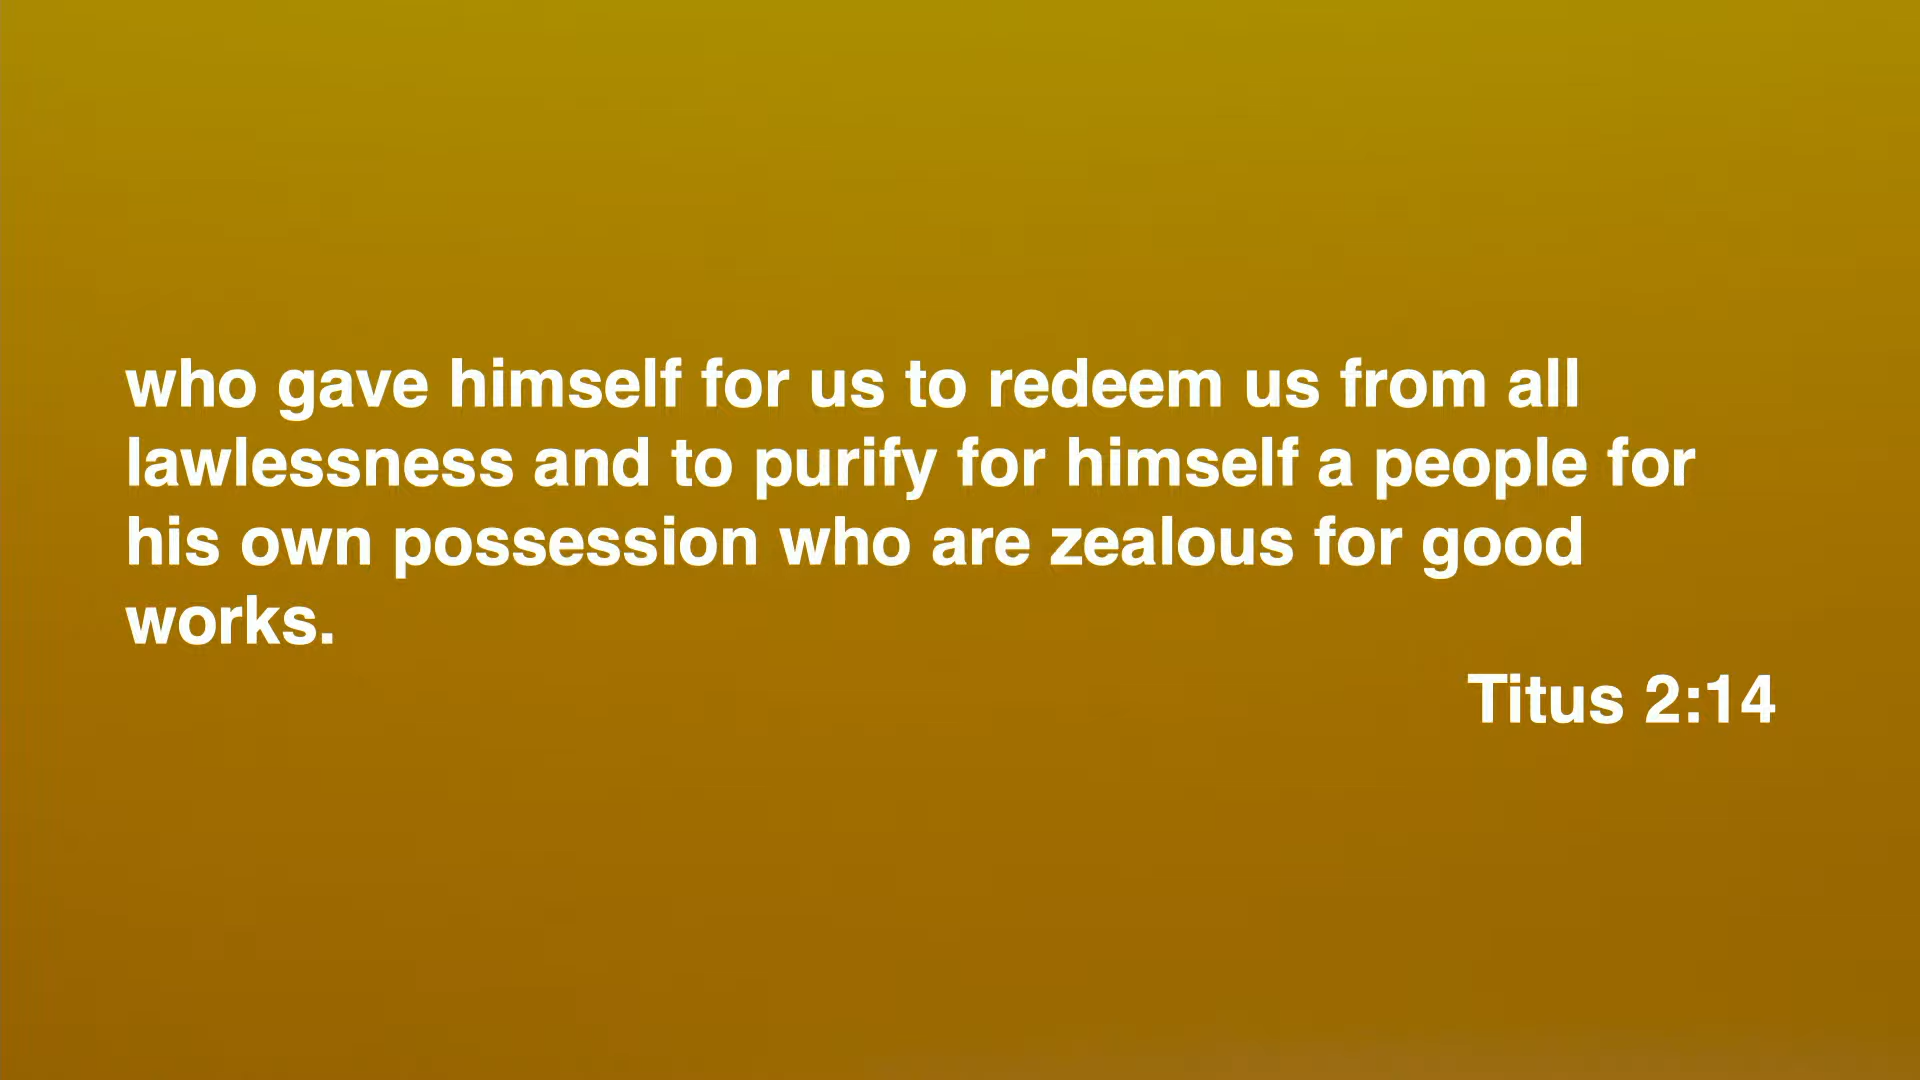 who gave himself for us to redeem us from all
lawlessness and to purify for himself a people for
his own possession who are zealous for good
works.
Titus 2:14